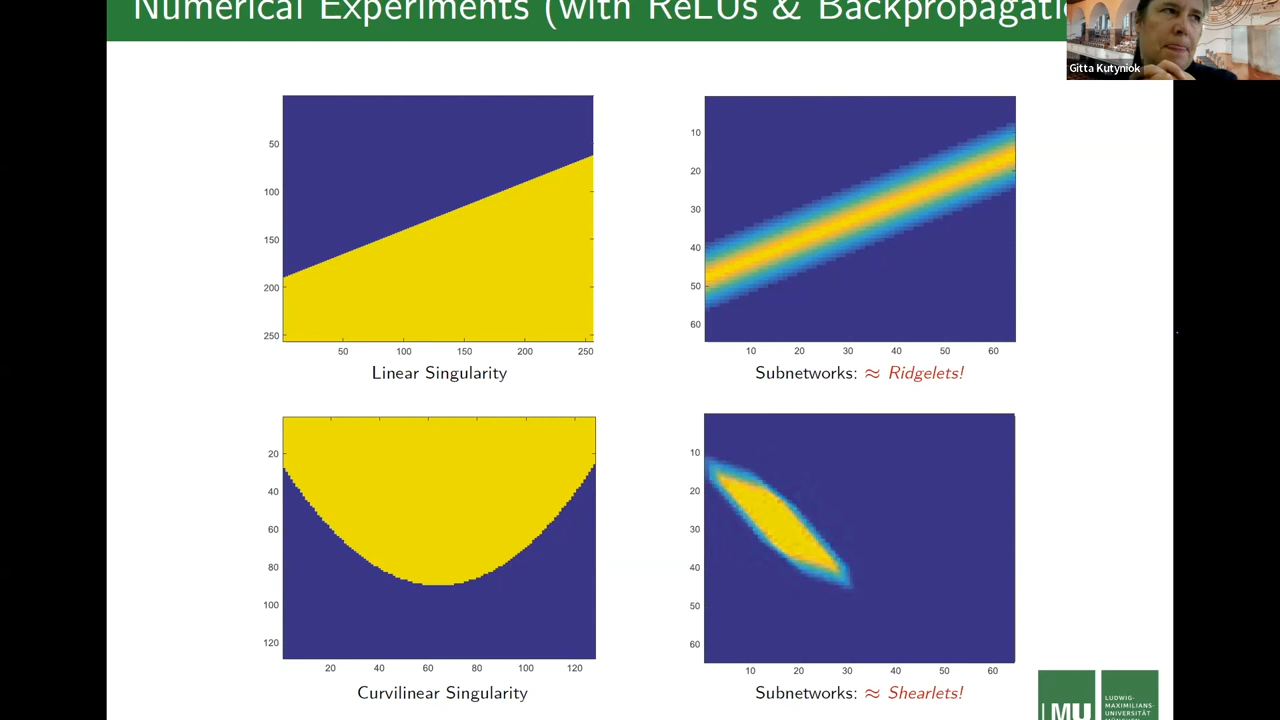 Numerical Experiments (with ReLUs & Backpropagati
Gitta Kutyniok
50
100
150
200
250
50 100 150 200 250
Linear Singularity
10
20
30
40
50
60
10 20 30 40 50 60
Subnetworks: ≈ Ridgelets!
20
40
60
80
100
120
20 40 60 80 100 120
Curvilinear Singularity
10
20
30
40
50
60
10 20 30 40 50 60
Subnetworks: ≈ Shearlets!
LMU
LUDWIG-
MAXIMILIANS-
UNIVERSITÄT